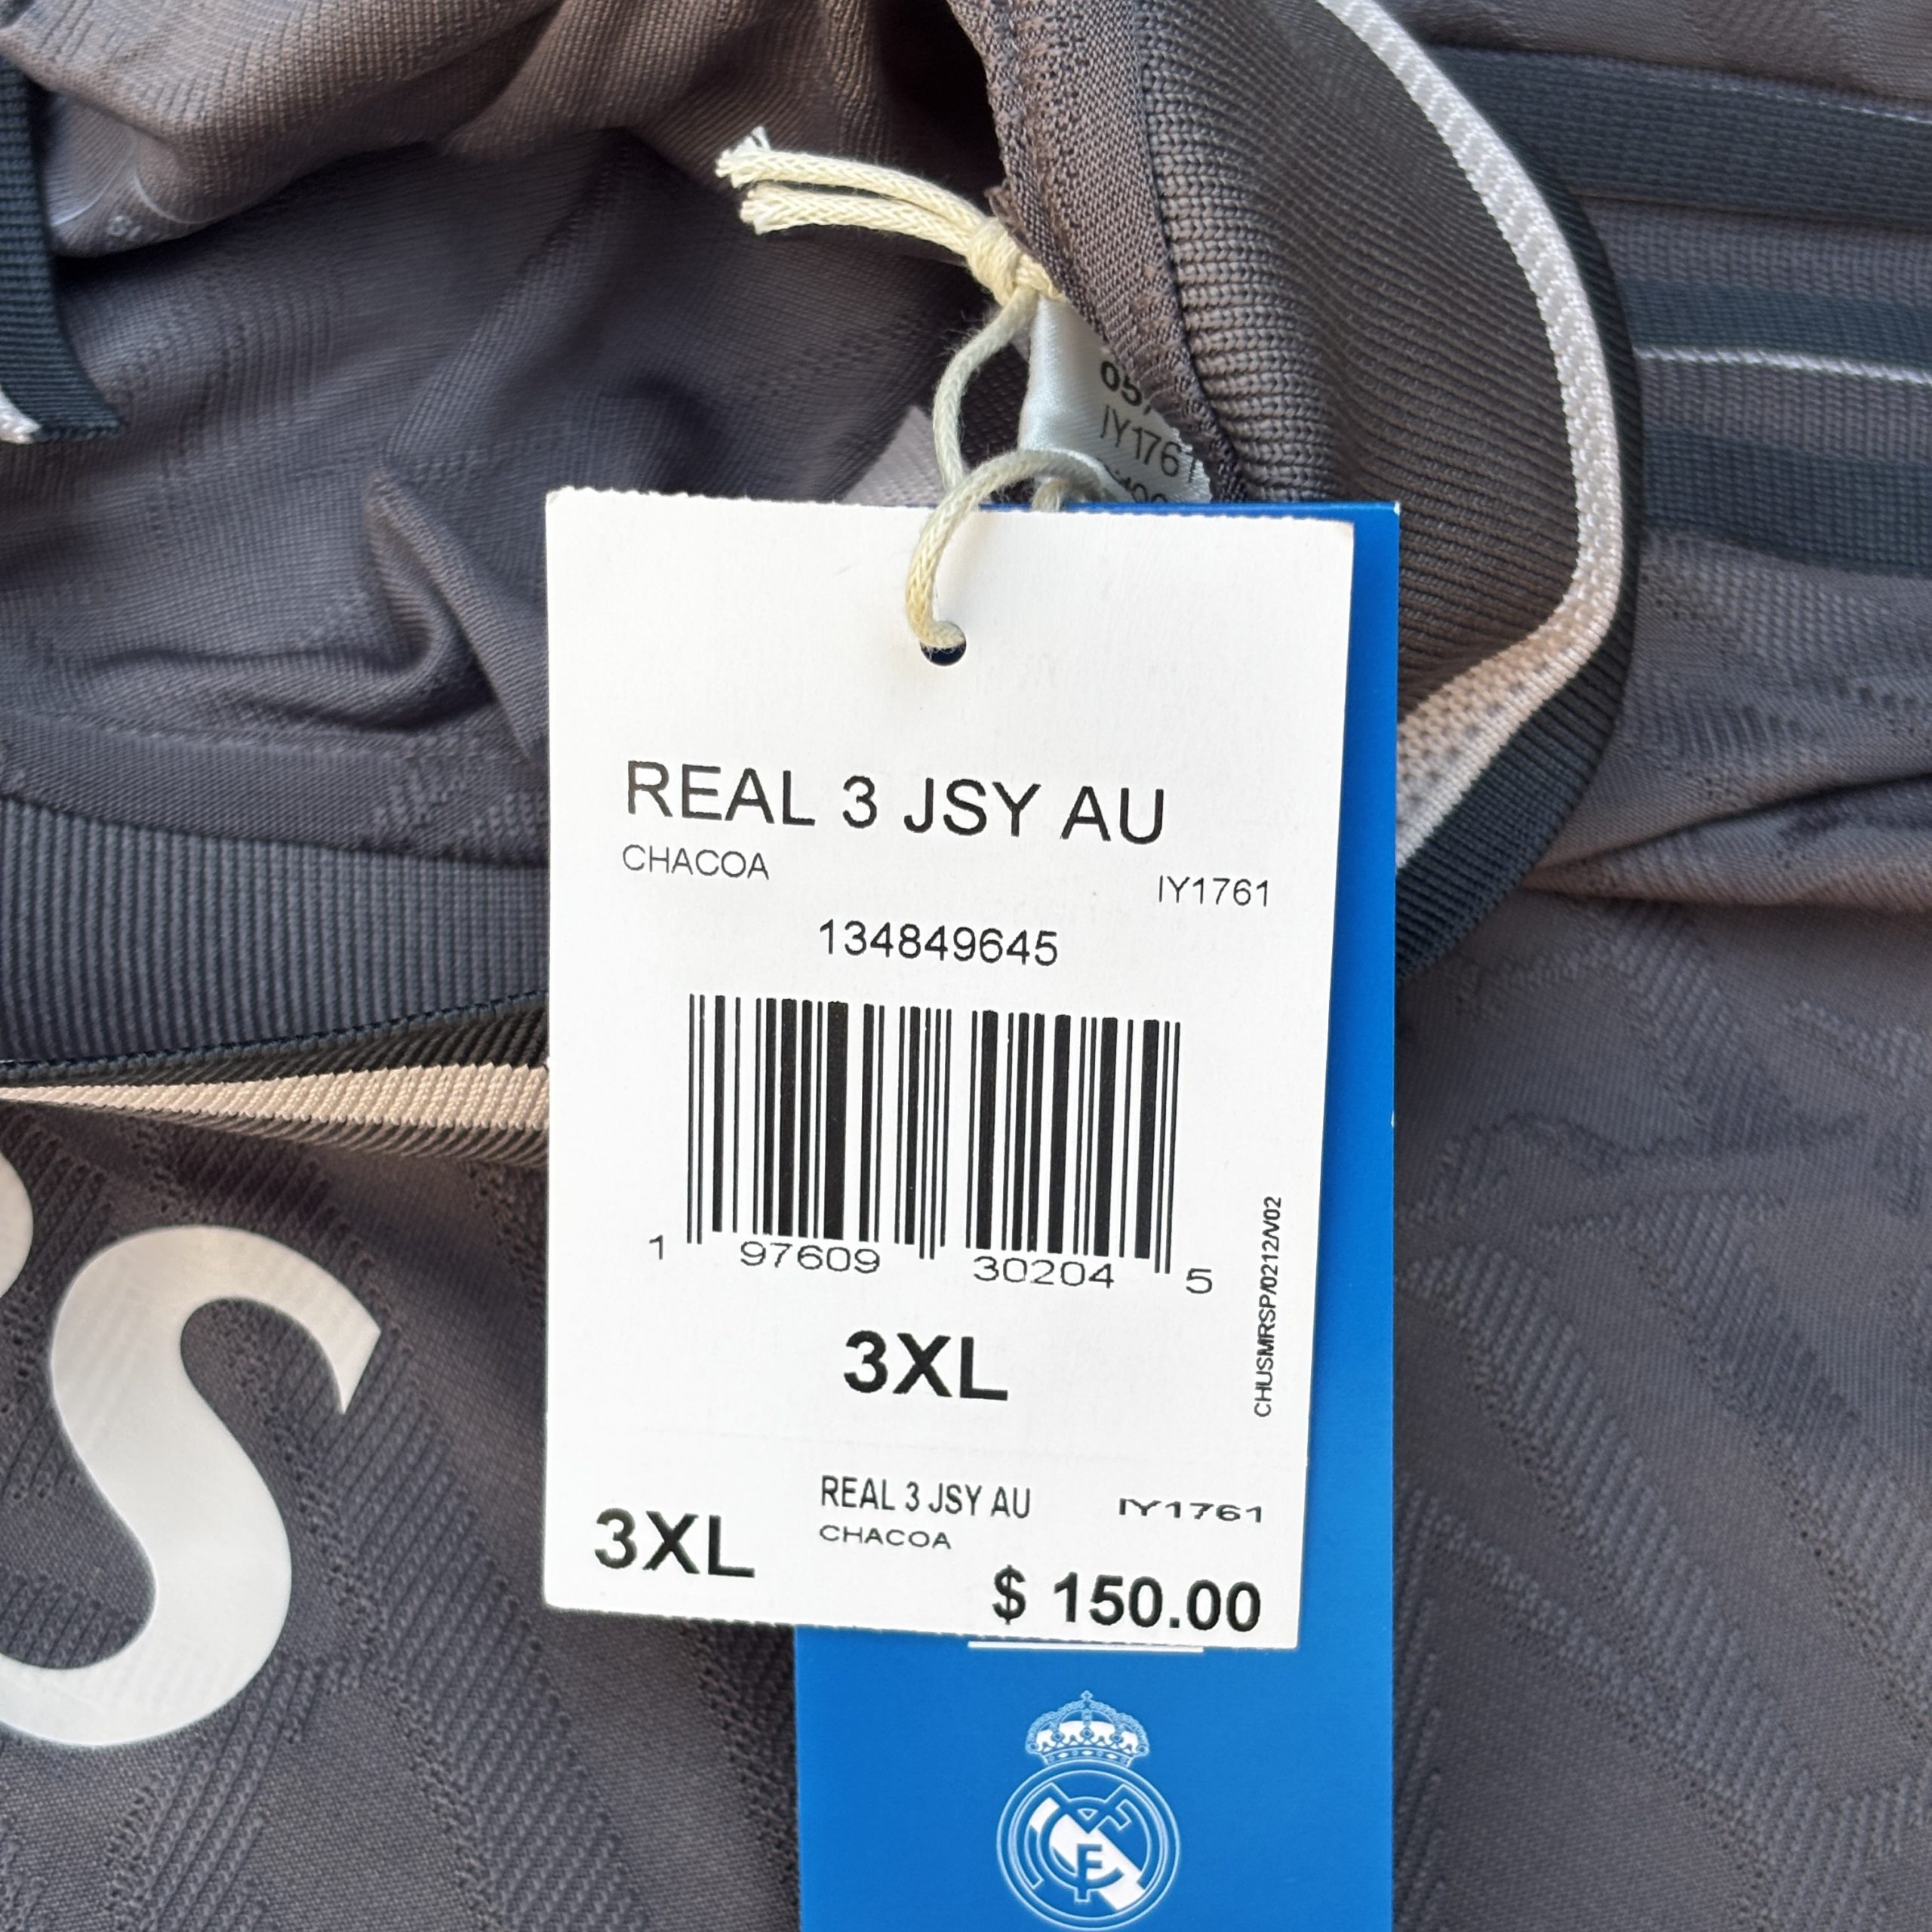 IY1761
REAL 3 JSY AU
CHACOA
IY1761
134849645
1 97609 30204 5
CHUSMRSP/0212/V02
3XL
3XL
REAL 3 JSY AU
IY1761
CHACOA
$ 150.00